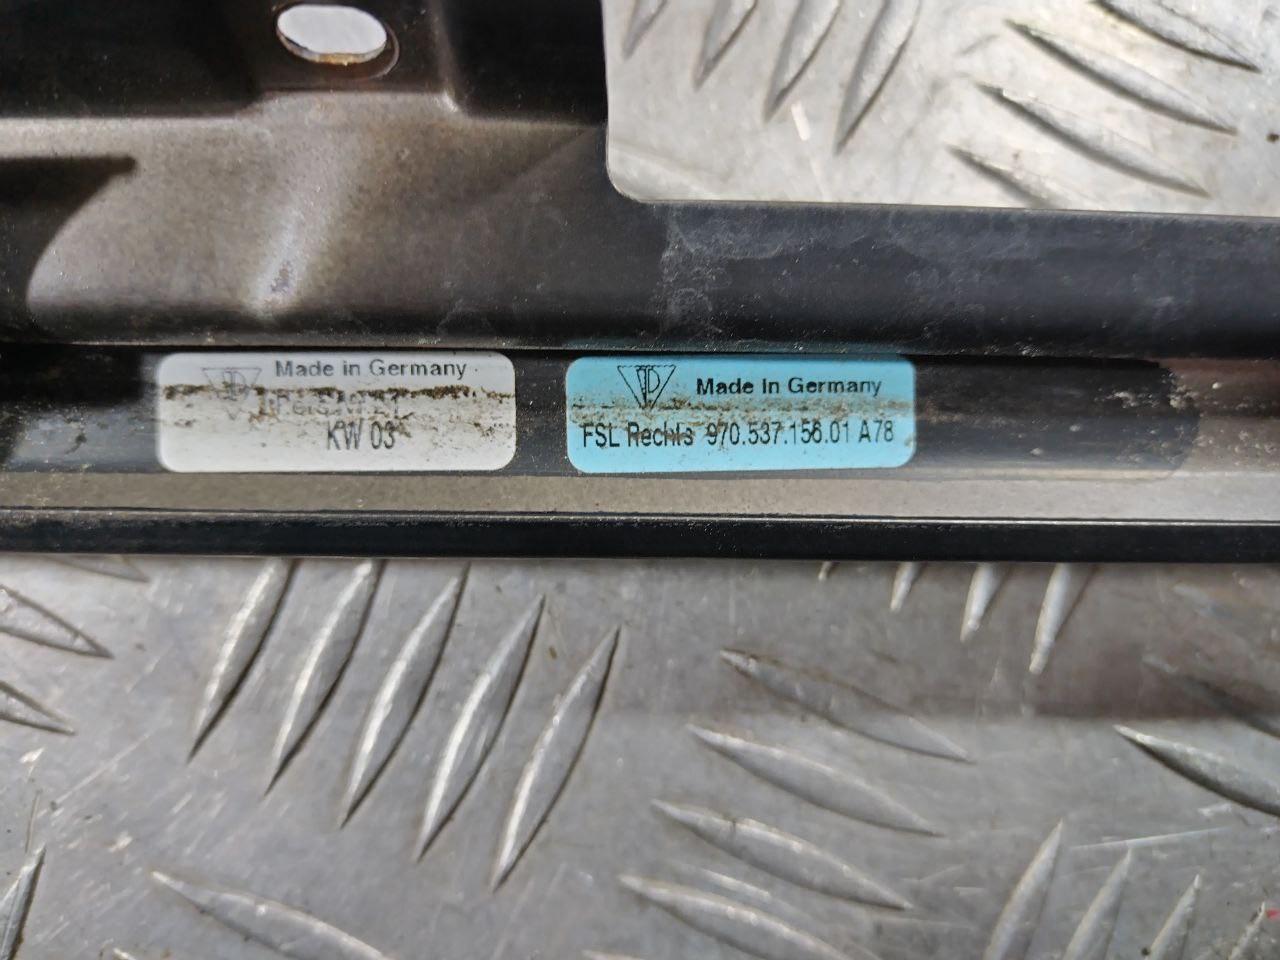 Made in Germany
KW 03
Made in Germany
FSL Rechts 970.537.156.01 A78